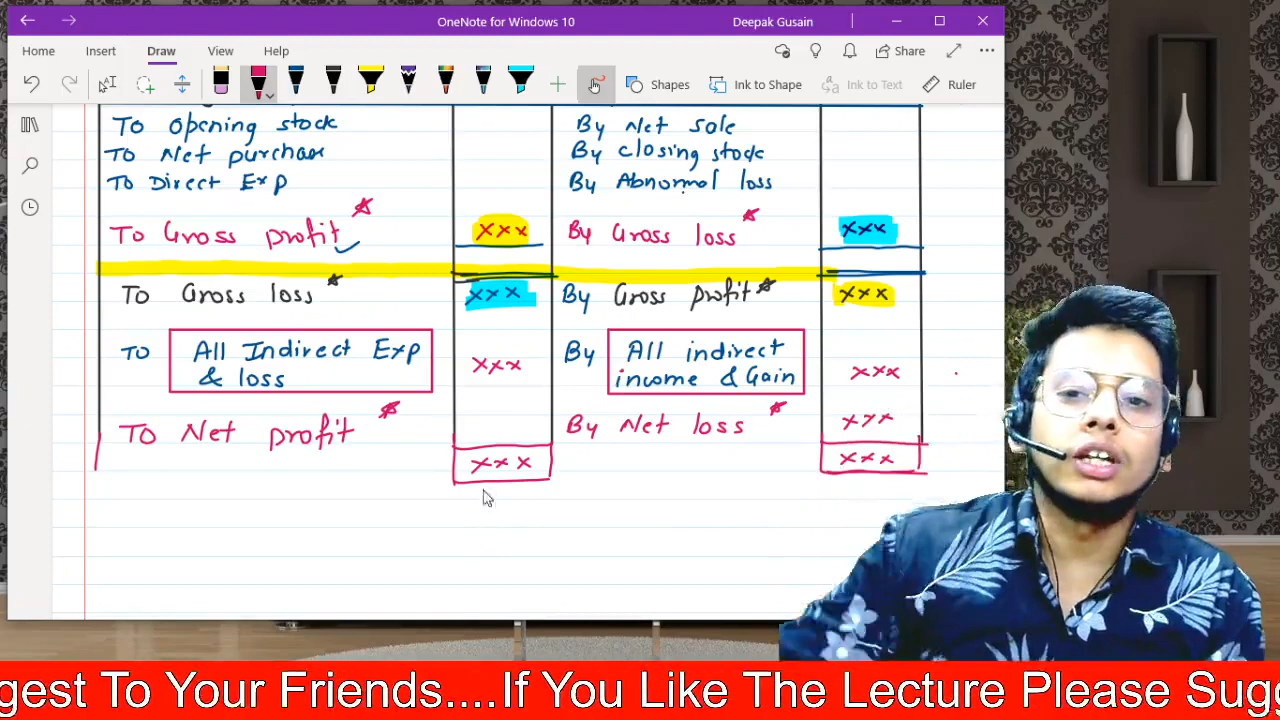 OneNote for Windows 10
Deepak Gusain
Home Insert Draw View Help
Share
Shapes
Ink to Shape
Ink to Text
Ruler
To Opening stock
By Net sale
To Net purchase
By closing stock
To Direct Exp
By Abnormal loss
To Gross profit
xxx
By Gross loss
xxx
To Gross loss
xxx
By Gross profit
xxx
To All Indirect Exp
& loss
xxx
By All indirect
income & Gain
xxx
To Net profit
By Net loss
xxx
xxx
xxx
gest To Your Friends....If You Like The Lecture Please Sugg